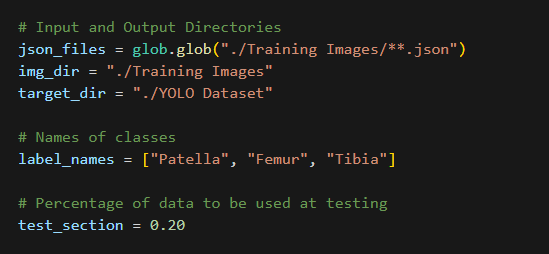 # Input and Output Directories
json_files = glob.glob("./Training Images/**.json")
img_dir = "./Training Images"
target_dir = "./YOLO Dataset"
# Names of classes
label_names = ["Patella", "Femur", "Tibia"]
# Percentage of data to be used at testing
test_section = 0.20